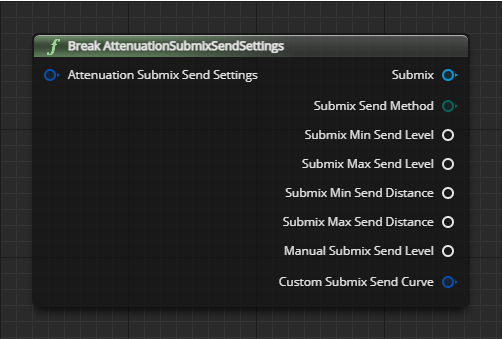 f Break AttenuationSubmixSendSettings
Attenuation Submix Send Settings Submix
Submix Send Method
Submix Min Send Level
Submix Max Send Level
Submix Min Send Distance
Submix Max Send Distance
Manual Submix Send Level
Custom Submix Send Curve